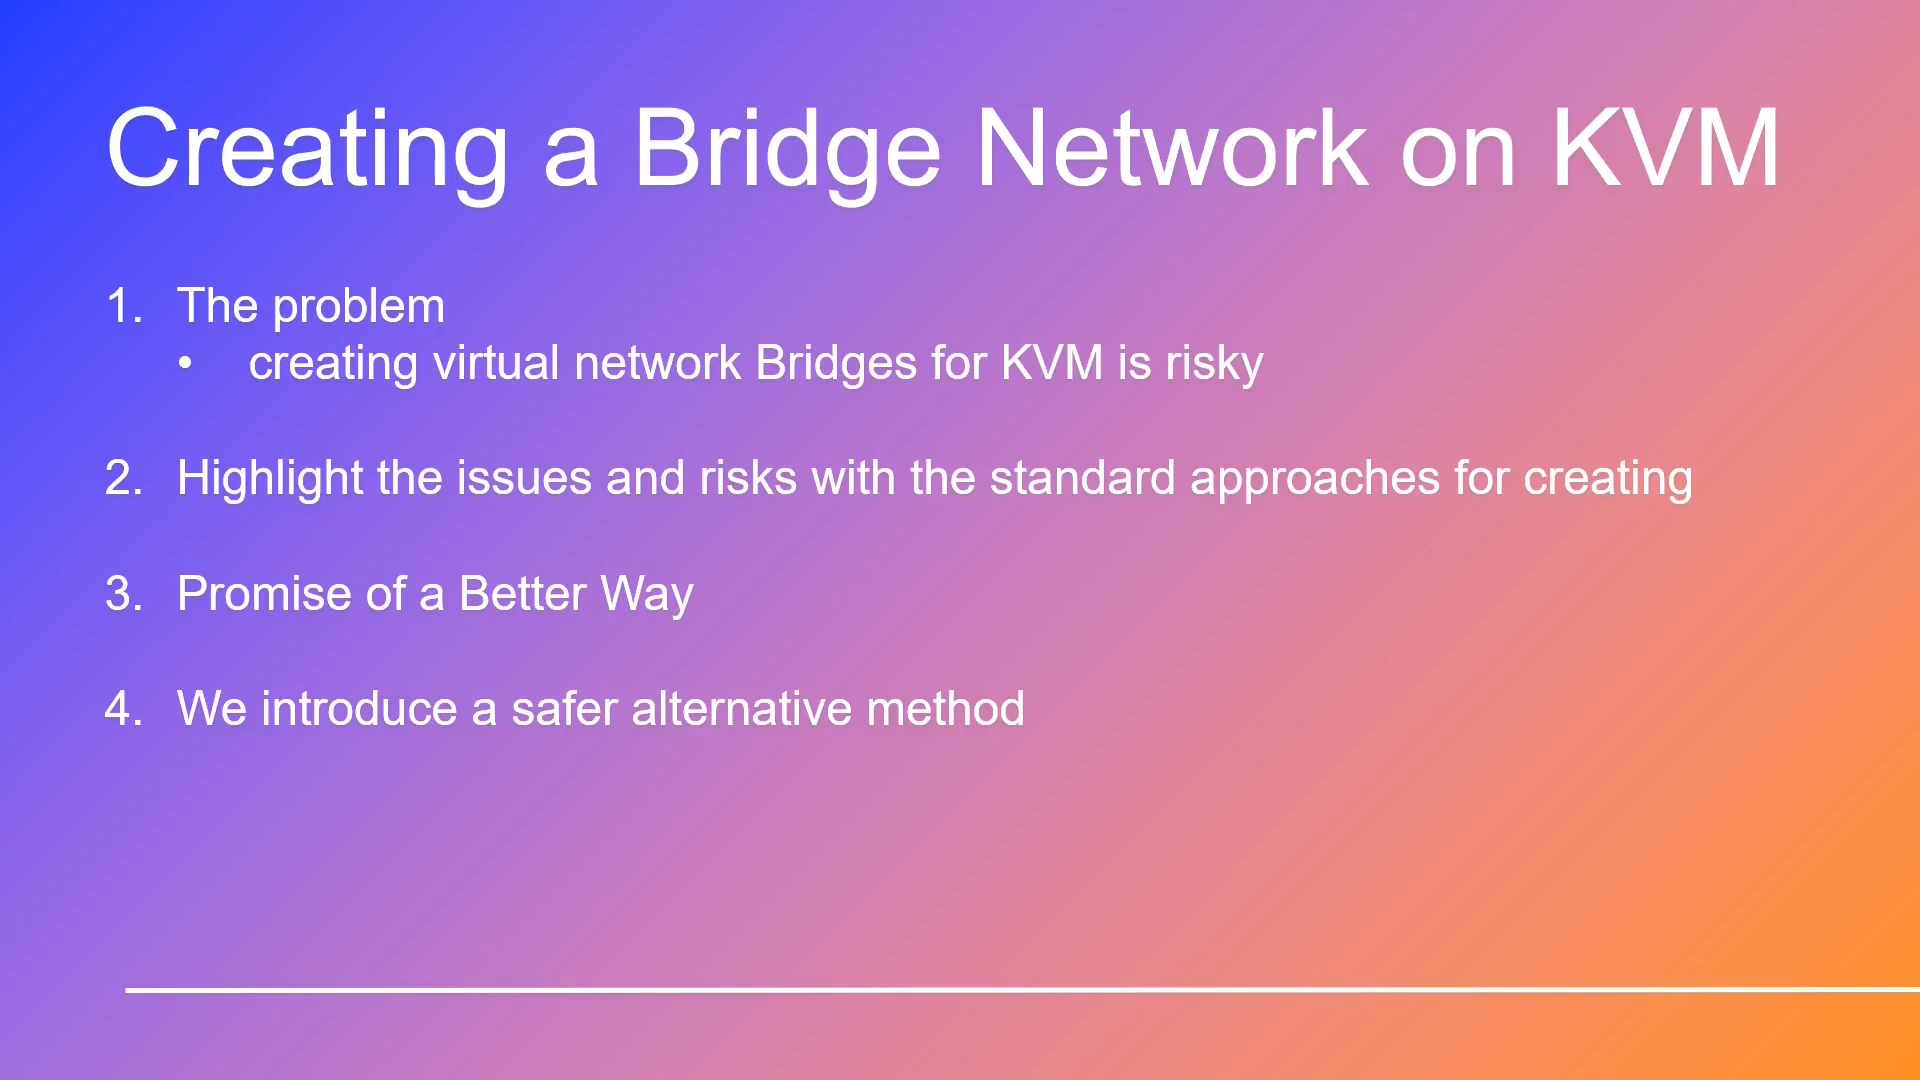 Creating a Bridge Network on KVM
1. The problem
• creating virtual network Bridges for KVM is risky
2. Highlight the issues and risks with the standard approaches for creating
3. Promise of a Better Way
4. We introduce a safer alternative method